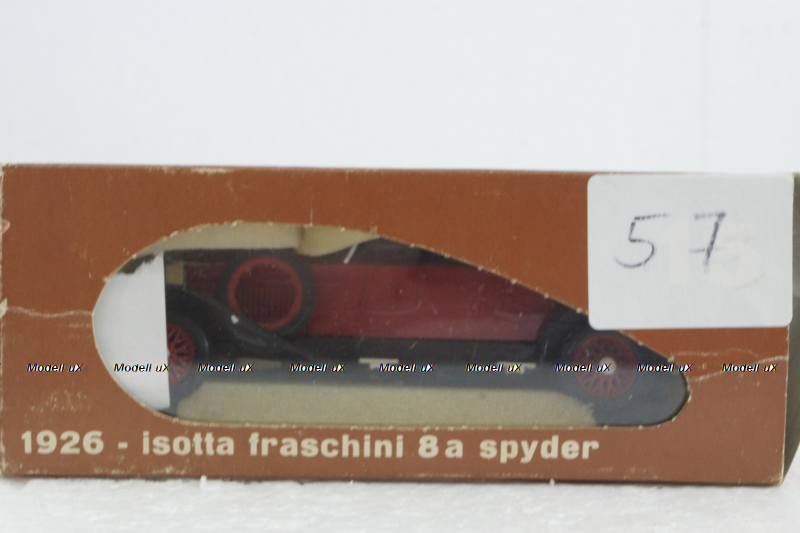 57
Modell uX Modell uX Modell uX Modell uX Modell uX Modell uX Modell uX Modell uX Modell uX
1926 - isotta fraschini 8a spyder